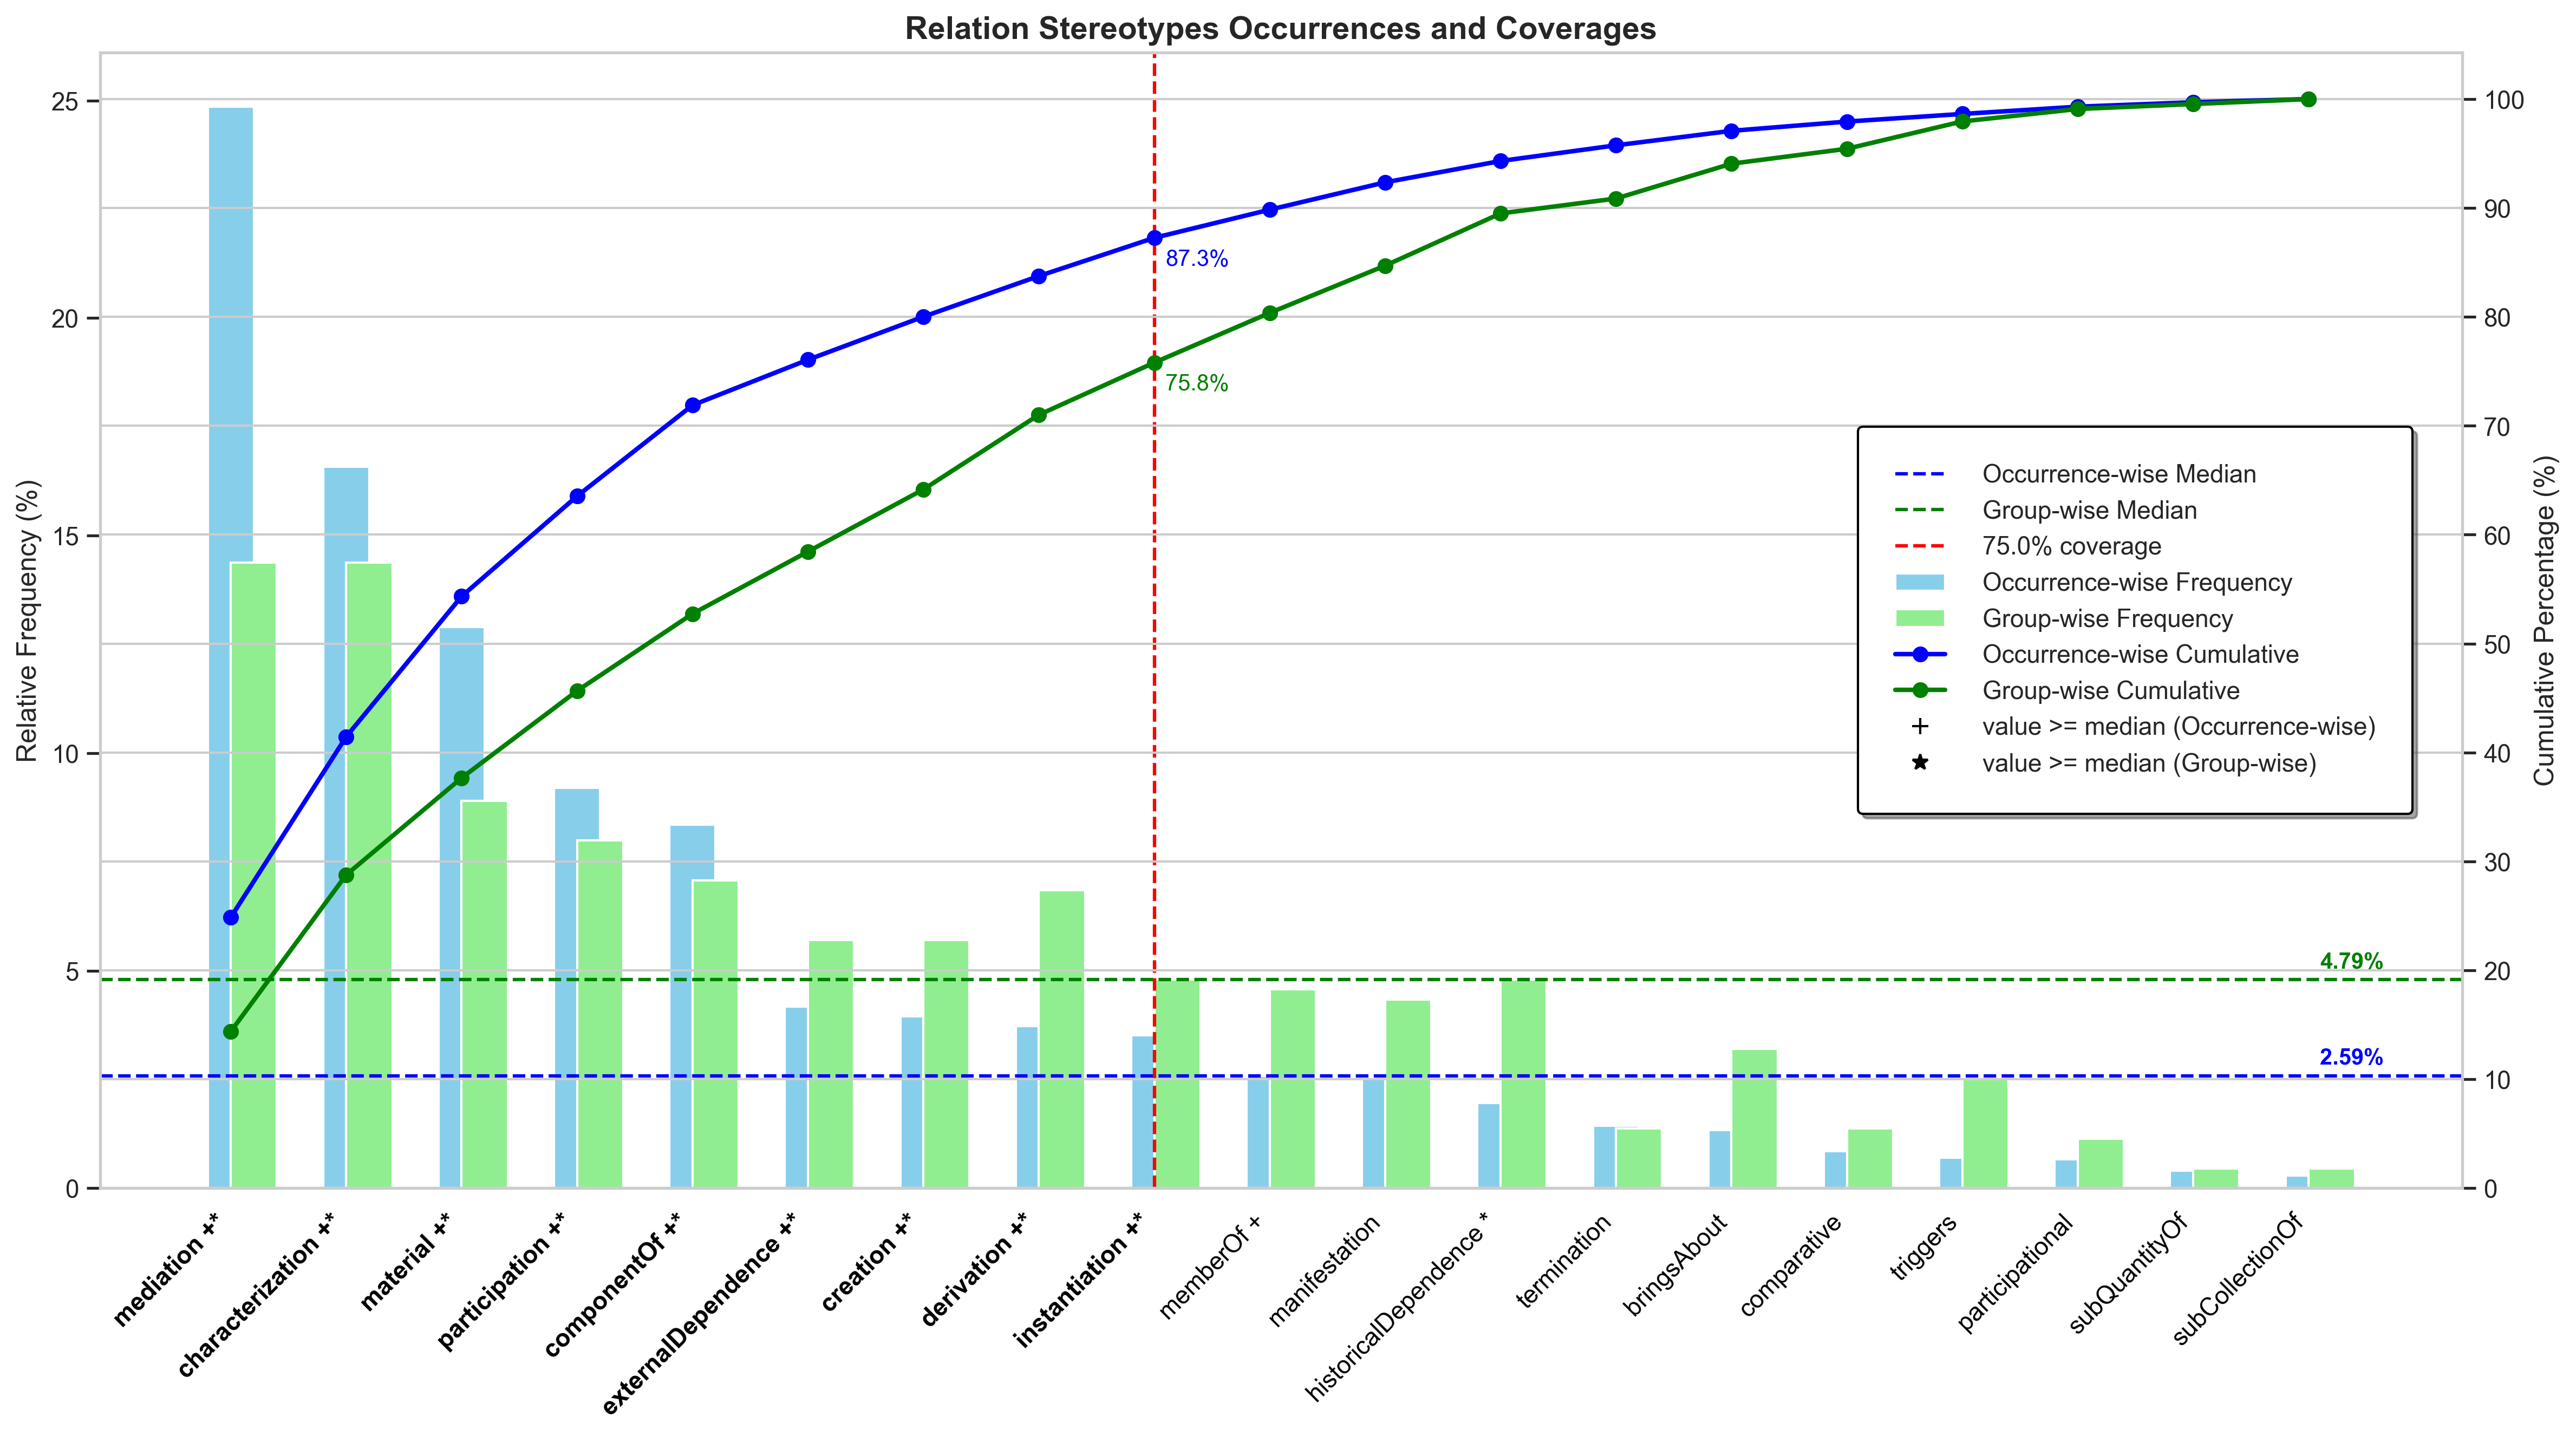 Relation Stereotypes Occurrences and Coverages
Relative Frequency (%)
25
20
15
10
5
0
Cumulative Percentage (%)
100
90
80
70
60
50
40
30
20
10
0
87.3%
75.8%
4.79%
2.59%
Occurrence-wise Median
Group-wise Median
75.0% coverage
Occurrence-wise Frequency
Group-wise Frequency
Occurrence-wise Cumulative
Group-wise Cumulative
value >= median (Occurrence-wise)
value >= median (Group-wise)
mediation +*
characterization +*
material +*
participation +*
componentOf +*
externalDependence +*
creation +*
derivation +*
instantiation +*
memberOf +
manifestation
historicalDependence *
termination
bringsAbout
comparative
triggers
participational
subQuantityOf
subCollectionOf